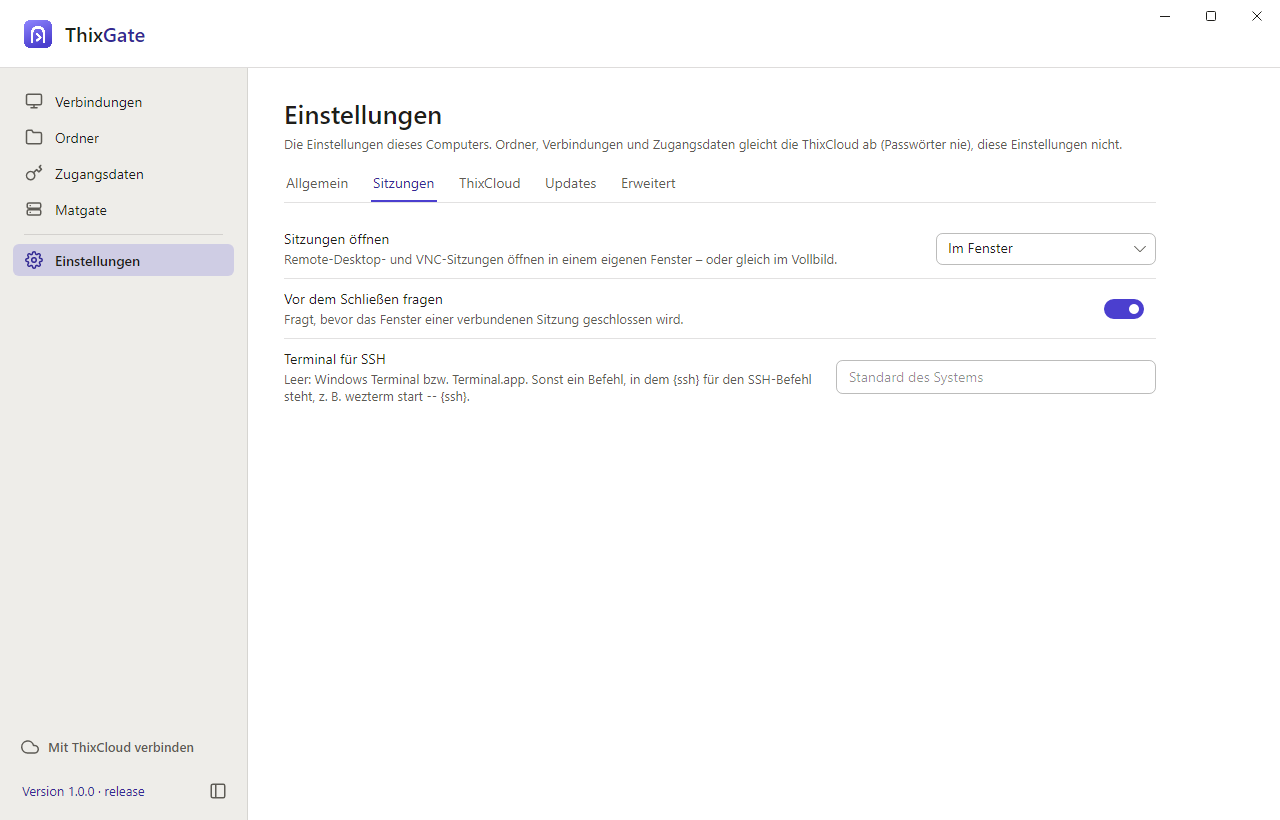 ThixGate
Verbindungen
Ordner
Zugangsdaten
Matgate
Einstellungen
Mit ThixCloud verbinden
Version 1.0.0 · release
Einstellungen
Die Einstellungen dieses Computers. Ordner, Verbindungen und Zugangsdaten gleicht die ThixCloud ab (Passwörter nie), diese Einstellungen nicht.
Allgemein Sitzungen ThixCloud Updates Erweitert
Sitzungen öffnen
Remote-Desktop- und VNC-Sitzungen öffnen in einem eigenen Fenster – oder gleich im Vollbild.
Im Fenster
Vor dem Schließen fragen
Fragt, bevor das Fenster einer verbundenen Sitzung geschlossen wird.
Terminal für SSH
Leer: Windows Terminal bzw. Terminal.app. Sonst ein Befehl, in dem {ssh} für den SSH-Befehl
steht, z. B. wezterm start -- {ssh}.
Standard des Systems